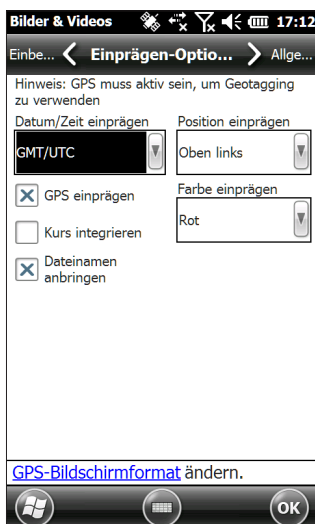 Bilder & Videos 17:12
Einbe... Einprägen-Optio... Allge...
Hinweis: GPS muss aktiv sein, um Geotagging
zu verwenden
Datum/Zeit einprägen Position einprägen
GMT/UTC Oben links
GPS einprägen Farbe einprägen
Rot
Kurs integrieren
Dateinamen
anbringen
GPS-Bildschirmformat ändern.
OK